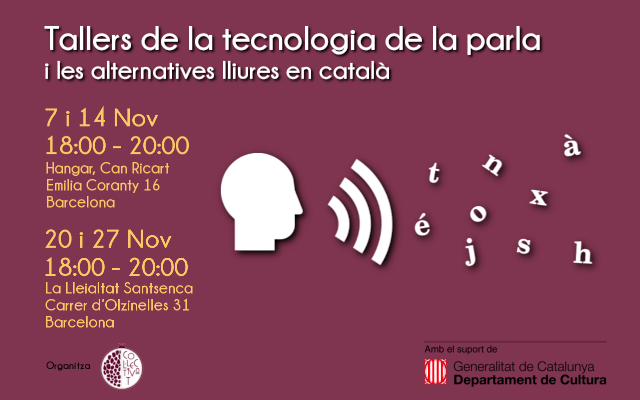 Tallers de la tecnologia de la parla
i les alternatives lliures en català
7 i 14 Nov
18:00 - 20:00
Hangar, Can Ricart
Emilia Coranty 16
Barcelona
20 i 27 Nov
18:00 - 20:00
La Lleialtat Santsenca
Carrer d'Olzinelles 31
Barcelona
t n à
é o x
j s h
Organitza
COL·LECTIVAT
Amb el suport de
Generalitat de Catalunya
Departament de Cultura